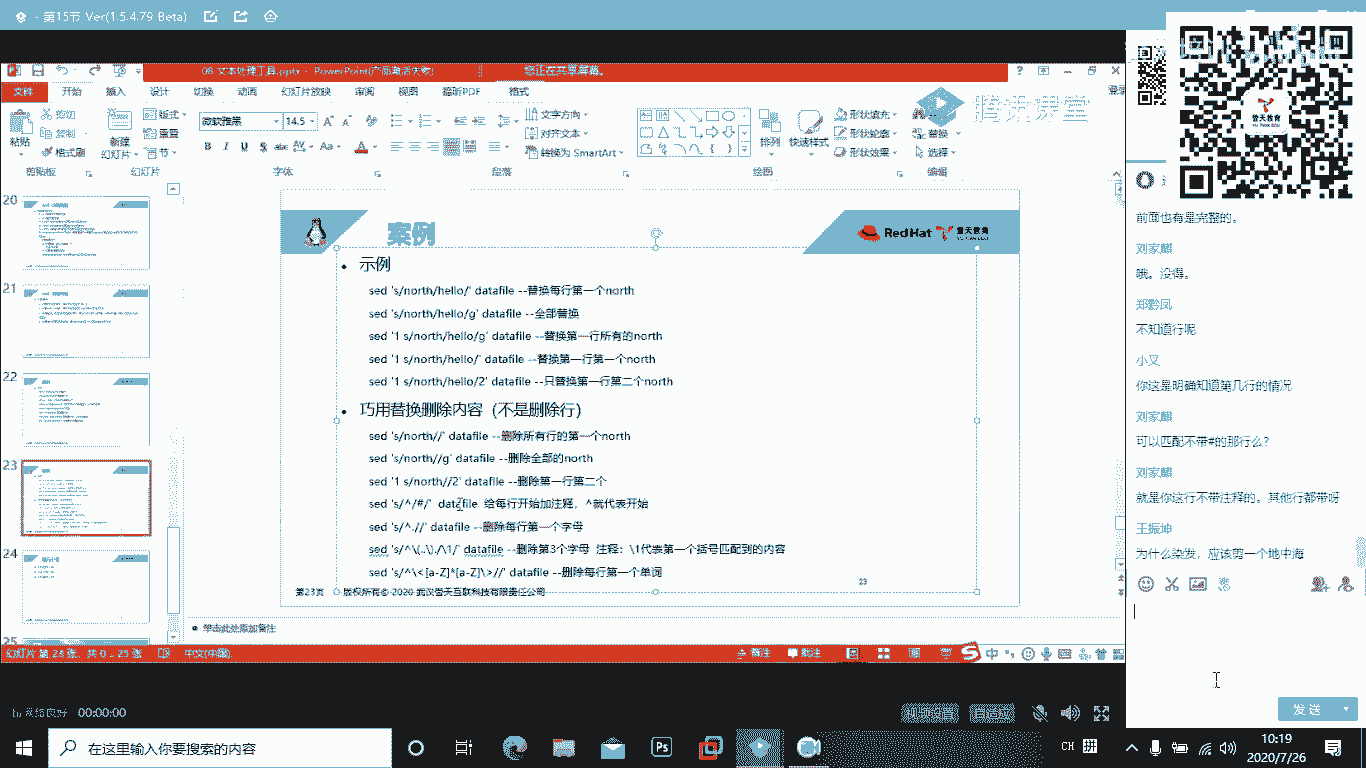 - 第15节 Ver(1.5.4.79 Beta)
06 文本处理工具.pptx - PowerPoint(产品激活失败)
您正在共享屏幕。
文件 开始 插入 设计 切换 动画 幻灯片放映 审阅 视图 福昕PDF 格式
登录
腾讯课堂
粘贴
剪切
复制
格式刷
新建
幻灯片
版式
重置
节
微软雅黑 14.5
文字方向
对齐文本
转换为 SmartArt
排列 快速样式
形状填充
形状轮廓
形状效果
替换
选择
剪贴板 幻灯片 字体 段落 绘图 编辑
20
21
22
23
24
25
案例
RedHat 誉天教育
示例
sed 's/north/hello/' datafile --替换每行第一个north
sed 's/north/hello/g' datafile --全部替换
sed '1 s/north/hello/g' datafile --替换第一行所有的north
sed '1 s/north/hello/' datafile --替换第一行第一个north
sed '1 s/north/hello/2' datafile --只替换第一行第二个north
巧用替换删除内容（不是删除行）
sed 's/north//' datafile --删除所有行的第一个north
sed 's/north//g' datafile --删除全部的north
sed '1 s/north//2' datafile --删除第一行第二个
sed 's/^/#/' datafile 给每行开始加注释，^就代表开始
sed 's/^.//' datafile --删除每行第一个字母
sed 's/^\(..\)./\1/' datafile --删除第3个字母 注释：\1代表第一个括号匹配到的内容
sed 's/^\<[a-Z]*[a-Z]\>//' datafile --删除每行第一个单词
23
第23页 版权所有© 2020 武汉誉天互联科技有限责任公司
单击此处添加备注
幻灯片 第 23 张，共 0 .. 25 张 中文(中国)
备注 批注
中
网络良好 00:00:00
视频设置 自适应
誉天教育
前面也有是完整的。
刘家麟
哦。没得。
郑黔凤
不知道行呢
小叉
你这是明确知道第几行的情况
刘家麟
可以匹配不带#的那行么？
刘家麟
就是你这行不带注释的。其他行都带呀
王振坤
为什么染发，应该剪一个地中海
发 送
在这里输入你要搜索的内容
Ps
CH 拼
10:19
2020/7/26